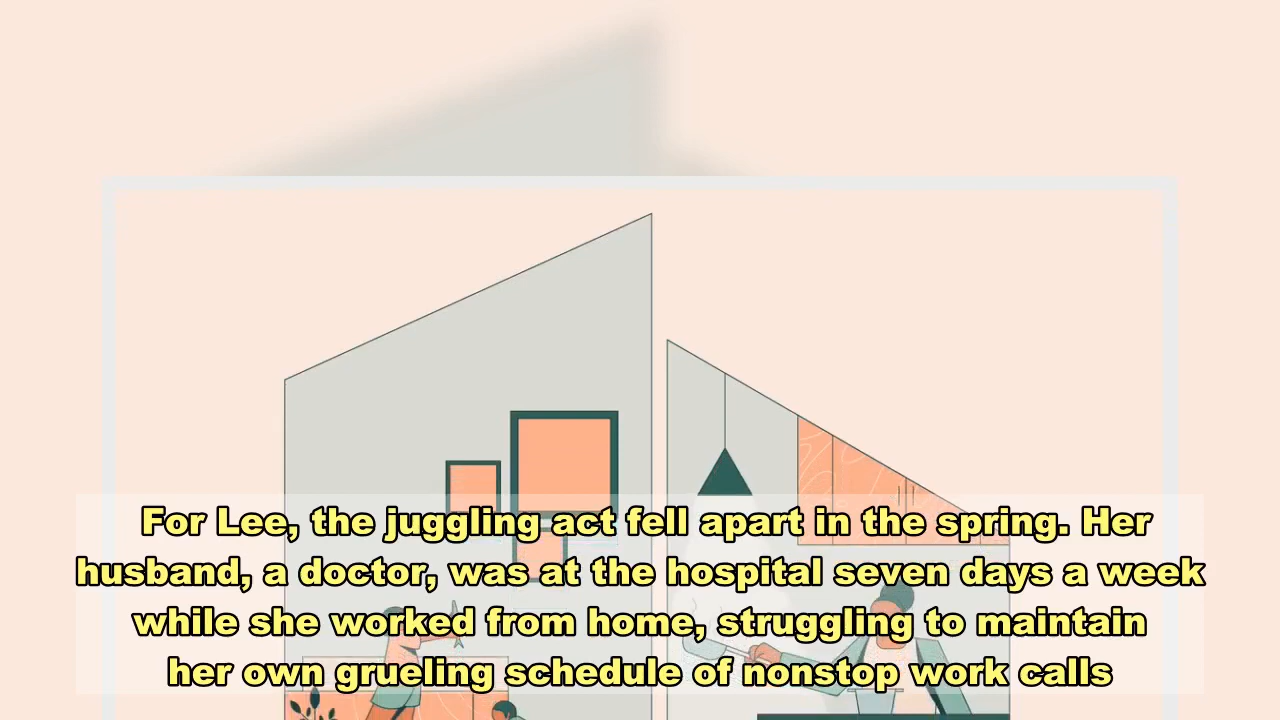 For Lee, the juggling act fell apart in the spring. Her
husband, a doctor, was at the hospital seven days a week
while she worked from home, struggling to maintain
her own grueling schedule of nonstop work calls